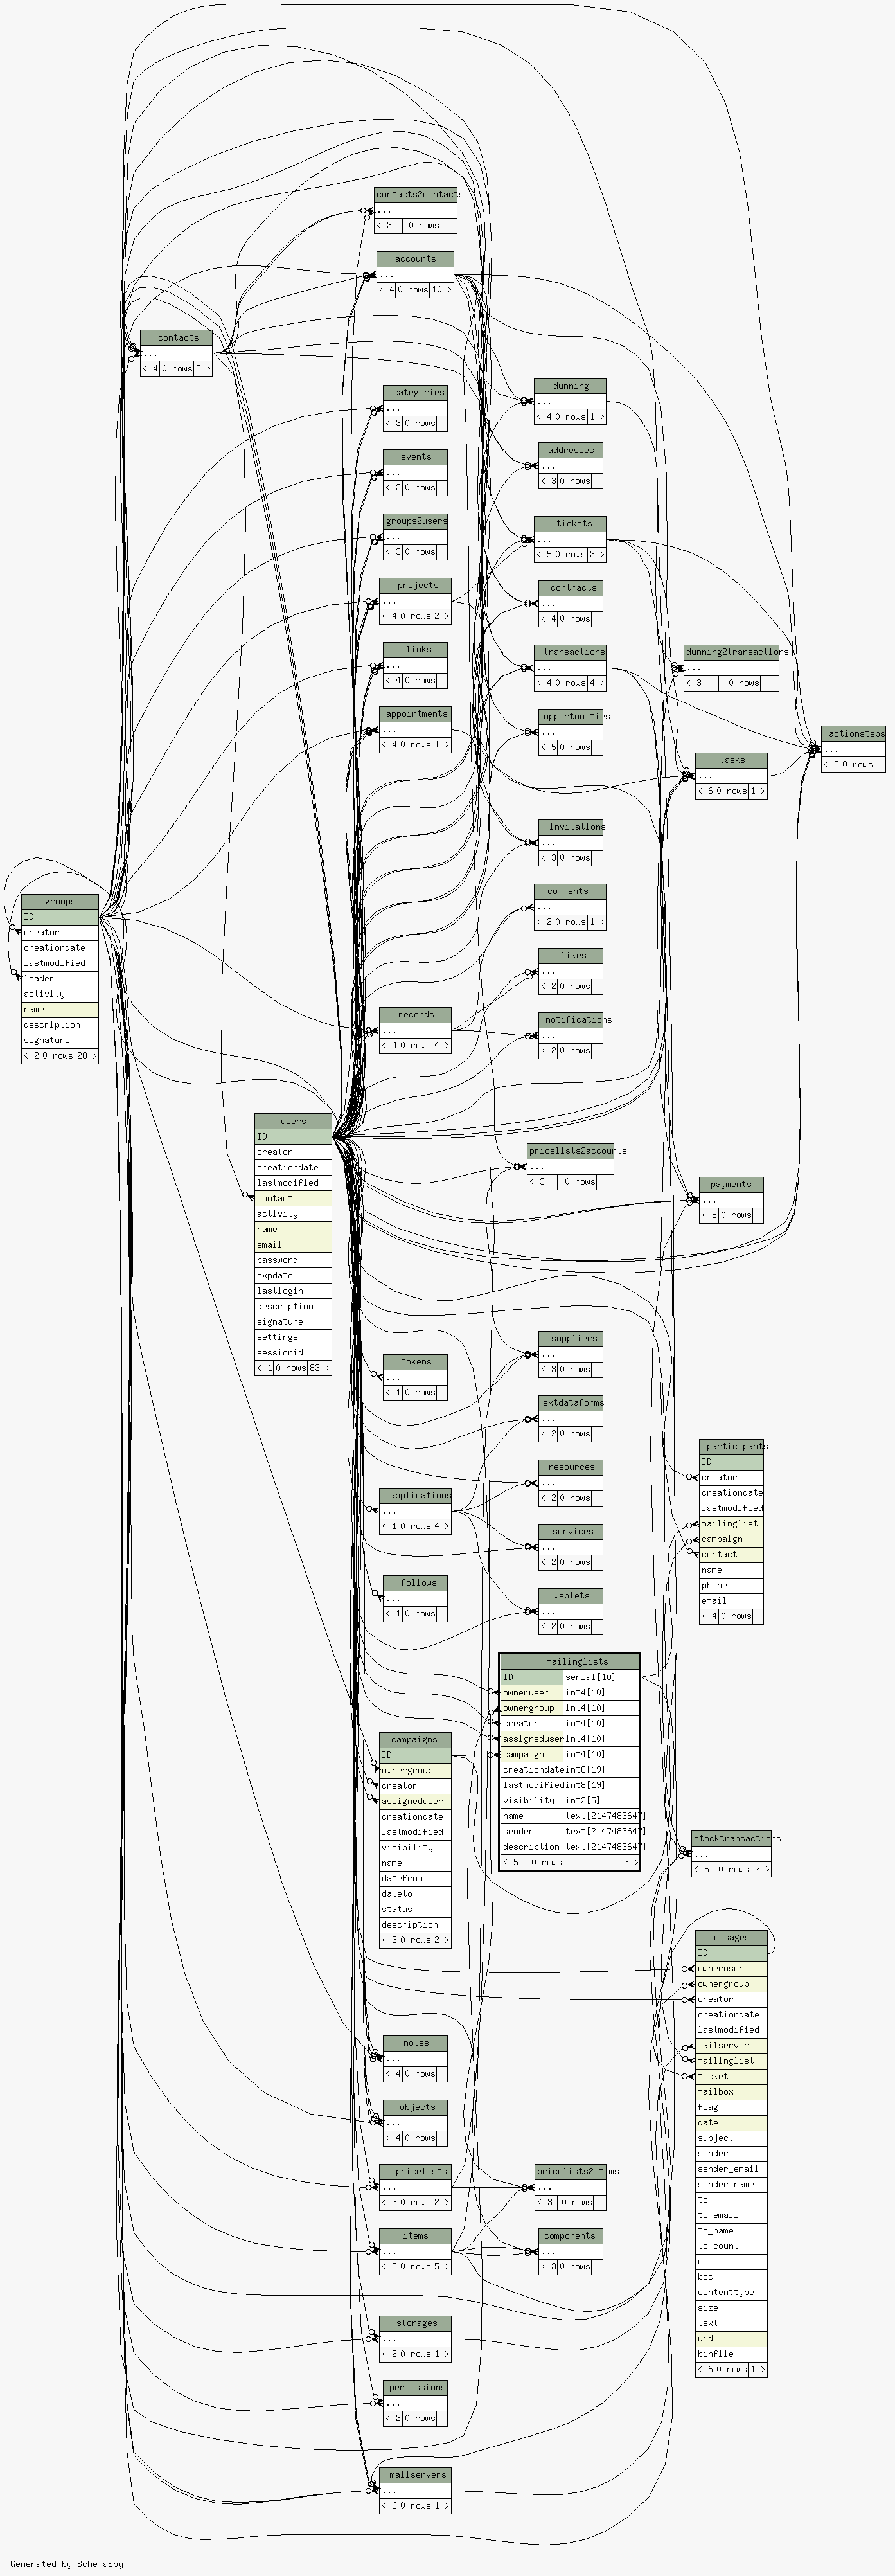 contacts2contacts
...
< 3 0 rows
accounts
...
< 4 0 rows 10 >
contacts
...
< 4 0 rows 8 >
categories
...
< 3 0 rows
dunning
...
< 4 0 rows 1 >
events
...
< 3 0 rows
addresses
...
< 3 0 rows
groups2users
...
< 3 0 rows
tickets
...
< 5 0 rows 3 >
projects
...
< 4 0 rows 2 >
contracts
...
< 4 0 rows
links
...
< 4 0 rows
transactions
...
< 4 0 rows 4 >
dunning2transactions
...
< 3 0 rows
appointments
...
< 4 0 rows 1 >
opportunities
...
< 5 0 rows
actionsteps
...
< 8 0 rows
tasks
...
< 6 0 rows 1 >
invitations
...
< 3 0 rows
comments
...
< 2 0 rows 1 >
groups
ID
creator
creationdate
lastmodified
leader
activity
name
description
signature
< 2 0 rows 28 >
likes
...
< 2 0 rows
records
...
< 4 0 rows 4 >
notifications
...
< 2 0 rows
users
ID
creator
creationdate
lastmodified
contact
activity
name
email
password
expdate
lastlogin
description
signature
settings
sessionid
< 1 0 rows 83 >
pricelists2accounts
...
< 3 0 rows
payments
...
< 5 0 rows
suppliers
...
< 3 0 rows
tokens
...
< 1 0 rows
extdataforms
...
< 2 0 rows
participants
ID
creator
creationdate
lastmodified
mailinglist
campaign
contact
name
phone
email
< 4 0 rows
resources
...
< 2 0 rows
applications
...
< 1 0 rows 4 >
services
...
< 2 0 rows
follows
...
< 1 0 rows
weblets
...
< 2 0 rows
mailinglists
ID serial[10]
owneruser int4[10]
ownergroup int4[10]
creator int4[10]
assigneduser int4[10]
campaign int4[10]
creationdate int8[19]
lastmodified int8[19]
visibility int2[5]
name text[2147483647]
sender text[2147483647]
description text[2147483647]
< 5 0 rows 2 >
campaigns
ID
ownergroup
creator
assigneduser
creationdate
lastmodified
visibility
name
datefrom
dateto
status
description
< 3 0 rows 2 >
stocktransactions
...
< 5 0 rows 2 >
messages
ID
owneruser
ownergroup
creator
creationdate
lastmodified
mailserver
mailinglist
ticket
mailbox
flag
date
subject
sender
sender_email
sender_name
to
to_email
to_name
to_count
cc
bcc
contenttype
size
text
uid
binfile
< 6 0 rows 1 >
notes
...
< 4 0 rows
objects
...
< 4 0 rows
pricelists
...
< 2 0 rows 2 >
pricelists2items
...
< 3 0 rows
items
...
< 2 0 rows 5 >
components
...
< 3 0 rows
storages
...
< 2 0 rows 1 >
permissions
...
< 2 0 rows
mailservers
...
< 6 0 rows 1 >
Generated by SchemaSpy